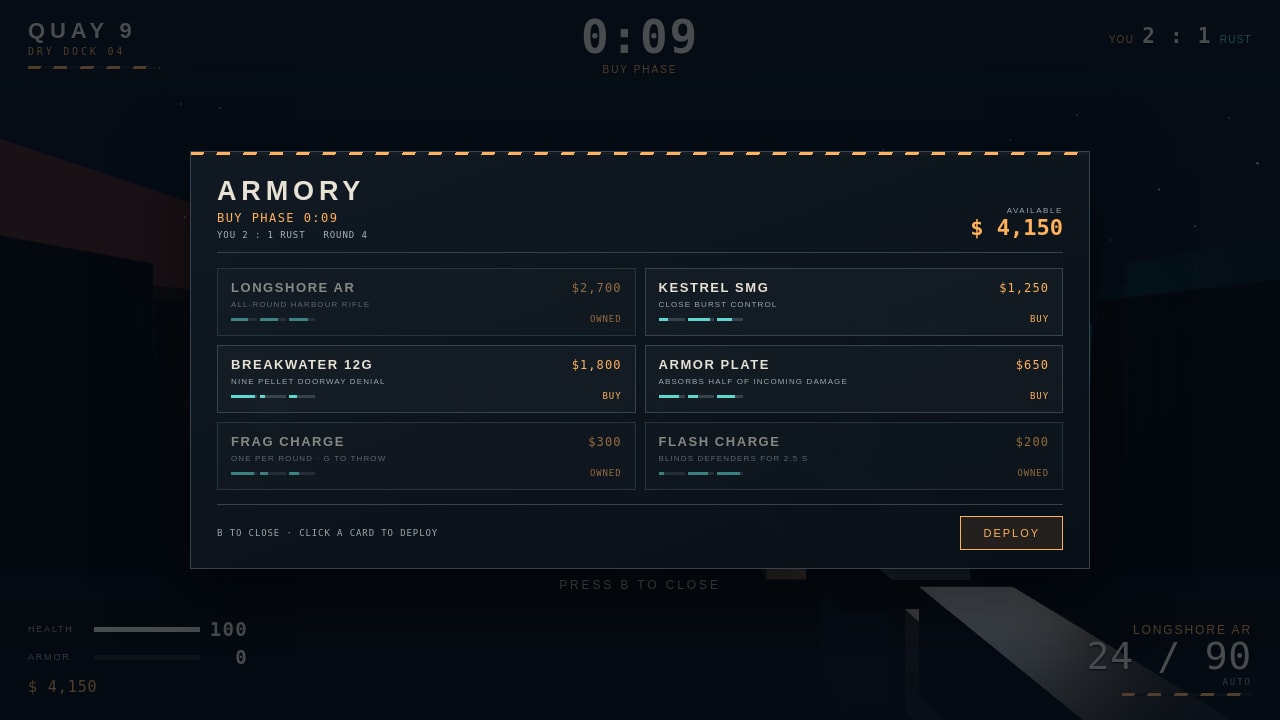 QUAY 9
DRY DOCK 04
0:09
BUY PHASE
YOU 2 : 1 RUST
ARMORY
BUY PHASE 0:09
YOU 2 : 1 RUST ROUND 4
AVAILABLE
$ 4,150
LONGSHORE AR $2,700
ALL-ROUND HARBOUR RIFLE
OWNED
KESTREL SMG $1,250
CLOSE BURST CONTROL
BUY
BREAKWATER 12G $1,800
NINE PELLET DOORWAY DENIAL
BUY
ARMOR PLATE $650
ABSORBS HALF OF INCOMING DAMAGE
BUY
FRAG CHARGE $300
ONE PER ROUND · G TO THROW
OWNED
FLASH CHARGE $200
BLINDS DEFENDERS FOR 2.5 S
OWNED
B TO CLOSE · CLICK A CARD TO DEPLOY
DEPLOY
PRESS B TO CLOSE
HEALTH 100
ARMOR 0
$ 4,150
LONGSHORE AR
24 / 90
AUTO